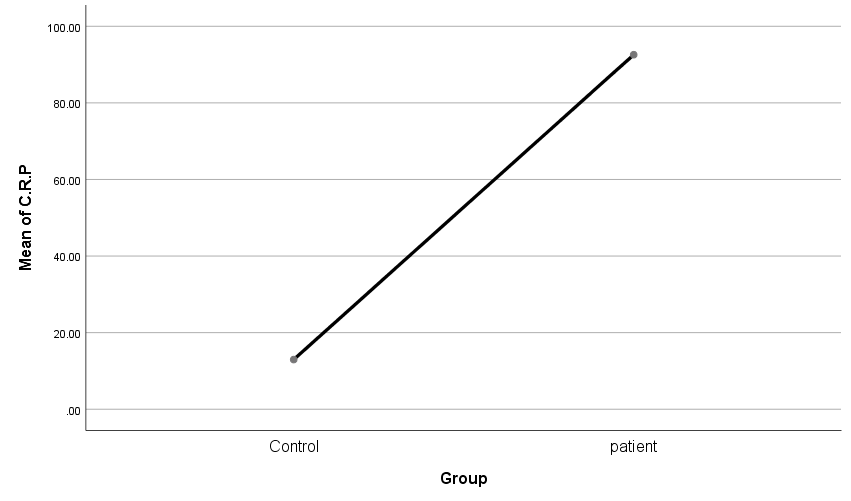 Mean of C.R.P
100.00
80.00
60.00
40.00
20.00
.00
Control
patient
Group